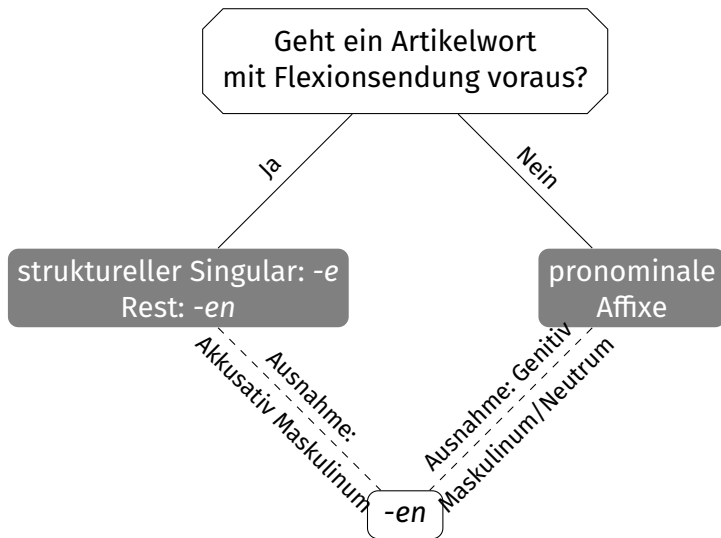 Geht ein Artikelwort
mit Flexionsendung voraus?
Ja
Nein
struktureller Singular: -e
Rest: -en
pronominale
Affixe
Ausnahme:
Akkusativ Maskulinum
Ausnahme: Genitiv
Maskulinum/Neutrum
-en